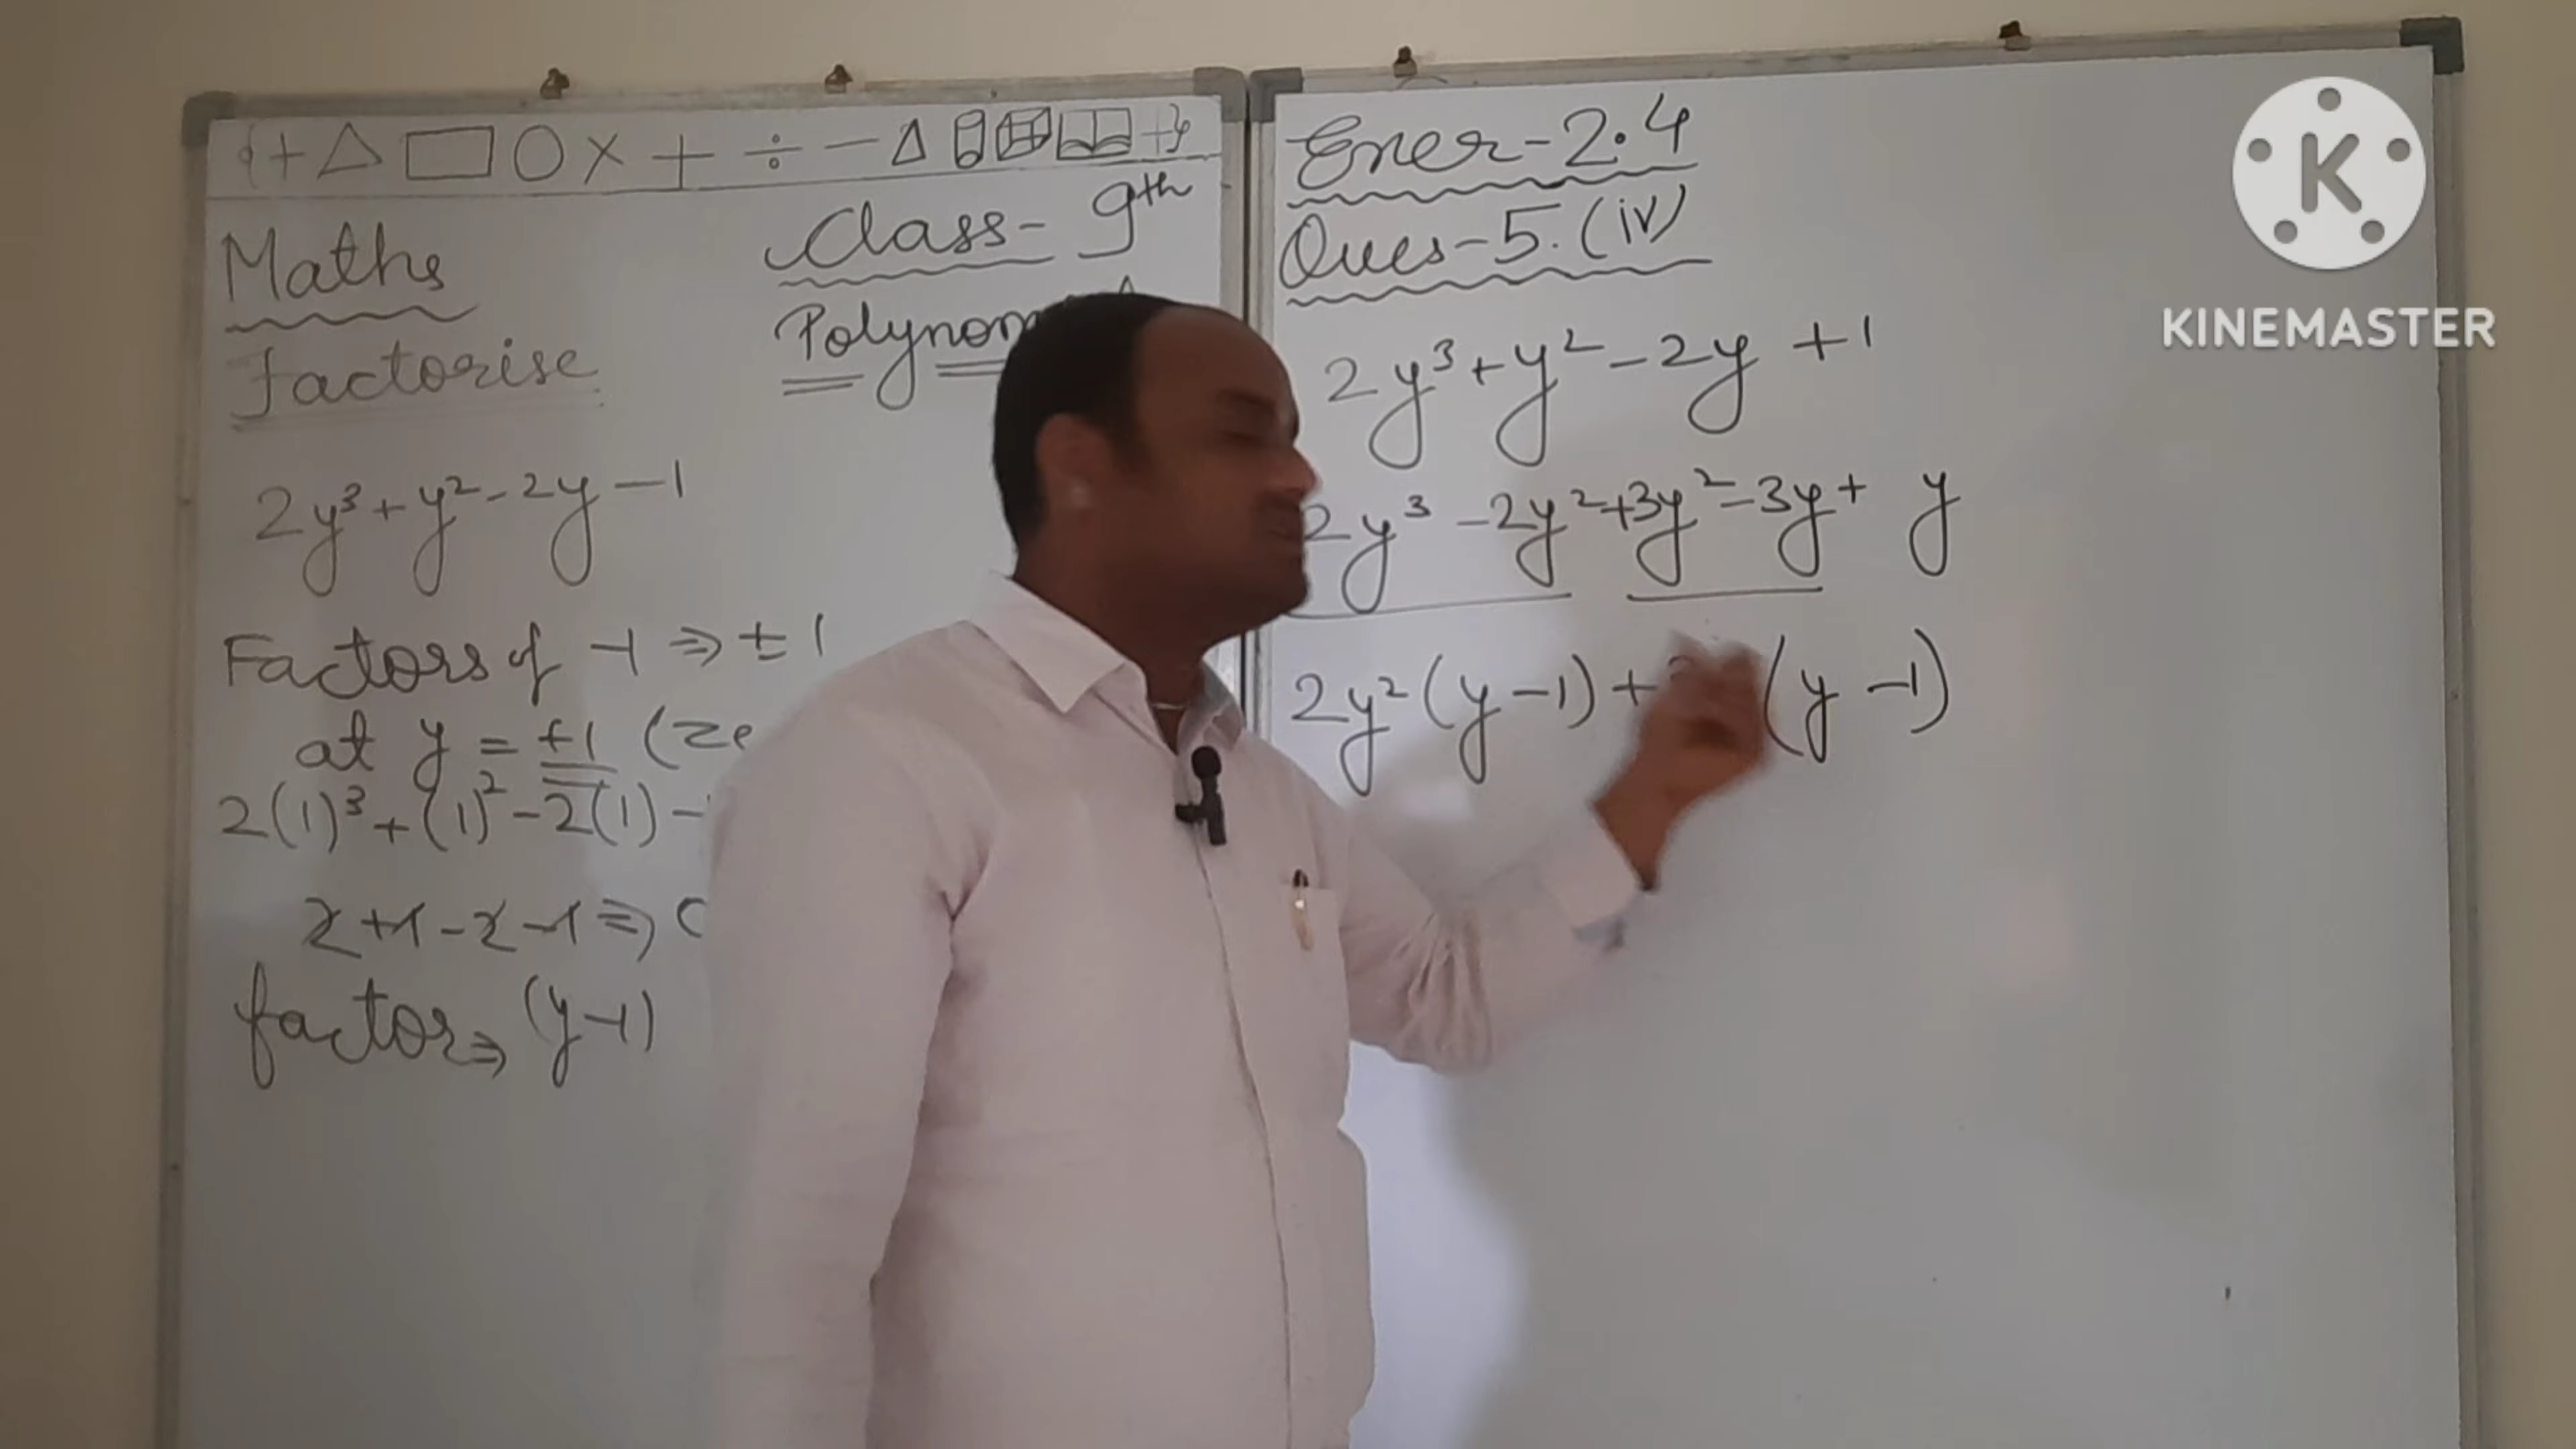 {+ △ ▭ ○ × + ÷ − △ +}
Maths
Class- 9th
Factorise
2y³+y²-2y-1
Factors of -1 ⇒ ±1
at y = +1
2(1)³+(1)²-2(1)-
2+1-2-1⇒
factor⇒ (y-1)
Exer-2.4
Ques-5.(iv)
2y³+y²-2y+1
2y³-2y²+3y²-3y+ y
2y²(y-1)+ (y-1)
K
KINEMASTER